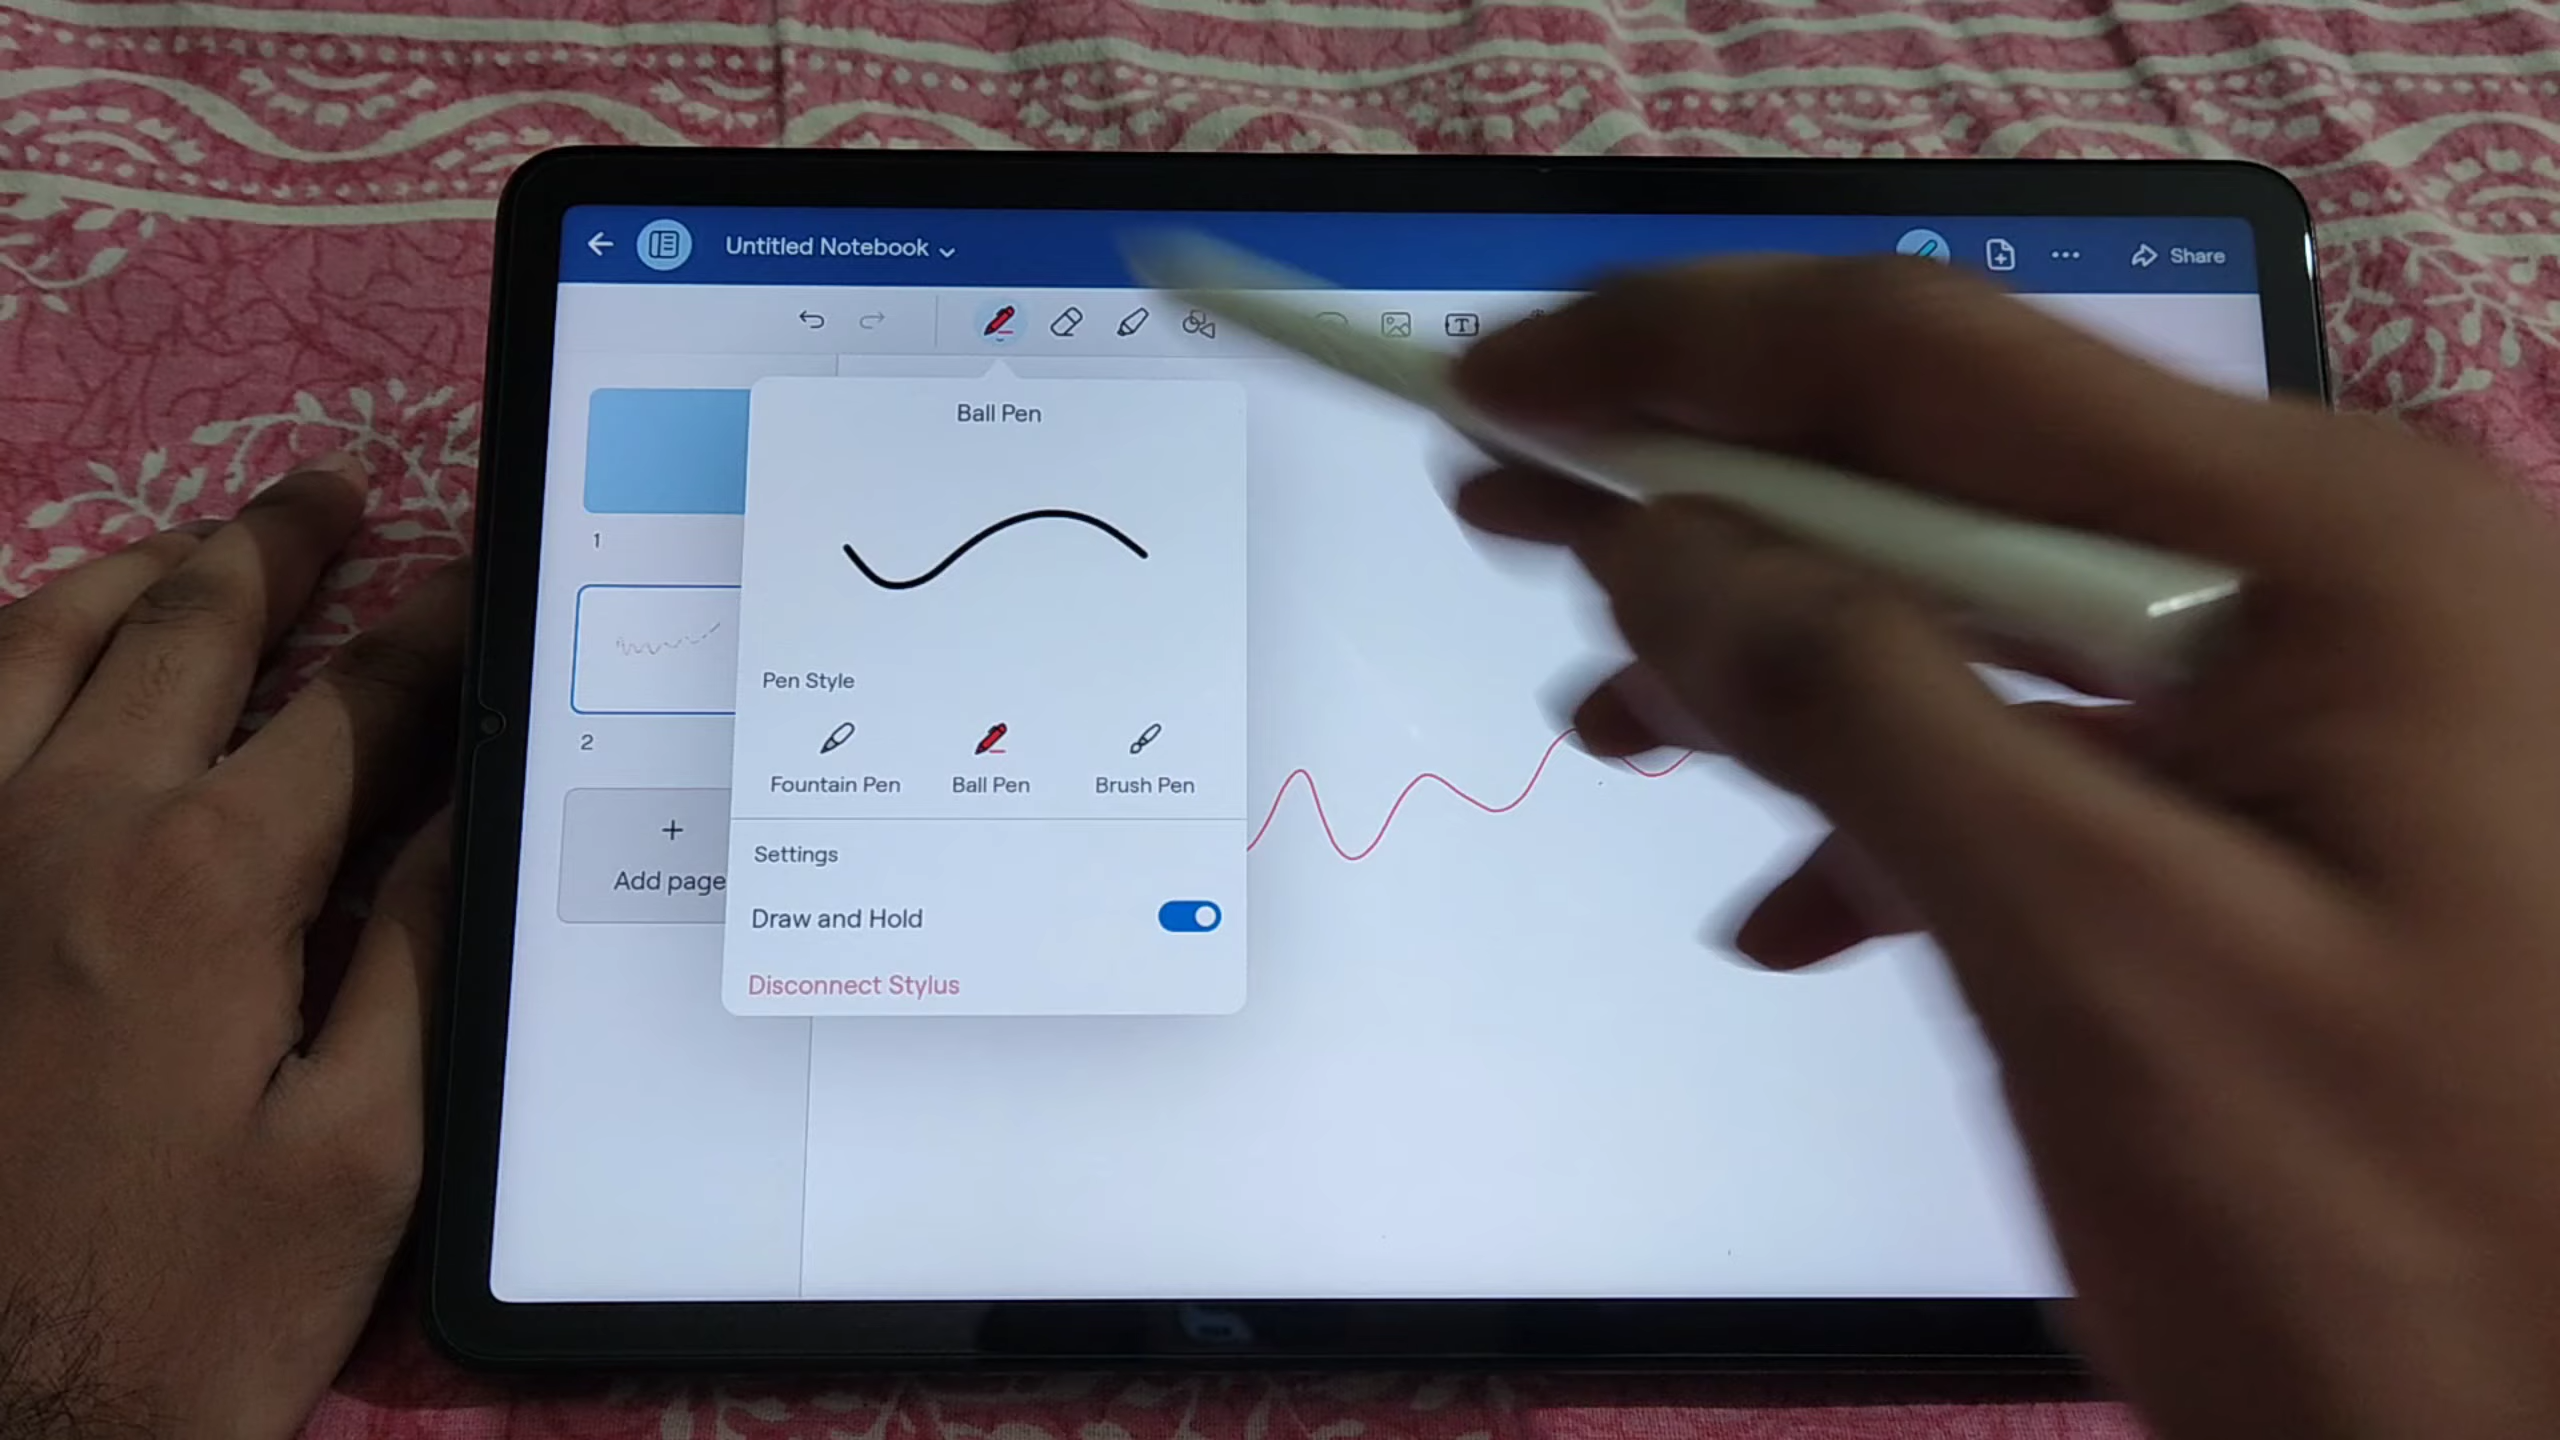 Untitled Notebook
Share
T
Ball Pen
1
Pen Style
2
Fountain Pen
Ball Pen
Brush Pen
+
Add page
Settings
Draw and Hold
Disconnect Stylus